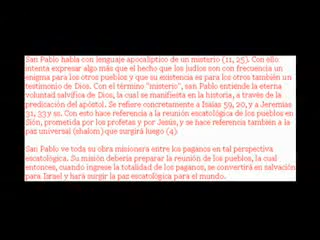 San Pablo habla con lenguaje apocalíptico de un misterio (11, 25). Con ello
intenta expresar algo más que el hecho que los judíos son con frecuencia un
enigma para los otros pueblos y que su existencia es para los otros también un
testimonio de Dios. Con el término "misterio", san Pablo entiende la eterna
voluntad salvífica de Dios, la cual se manifiesta en la historia, a través de la
predicación del apóstol. Se refiere concretamente a Isaías 59, 20, y a Jeremías
31, 33 y ss. Con esto hace referencia a la reunión escatológica de los pueblos en
Sión, prometida por los profetas y por Jesús, y se hace referencia también a la
paz universal (shalom) que surgirá luego (4)
San Pablo ve toda su obra misionera entre los paganos en tal perspectiva
escatológica. Su misión debería preparar la reunión de los pueblos, la cual
entonces, cuando ingrese la totalidad de los paganos, se convertirá en salvación
para Israel y hará surgir la paz escatológica para el mundo.